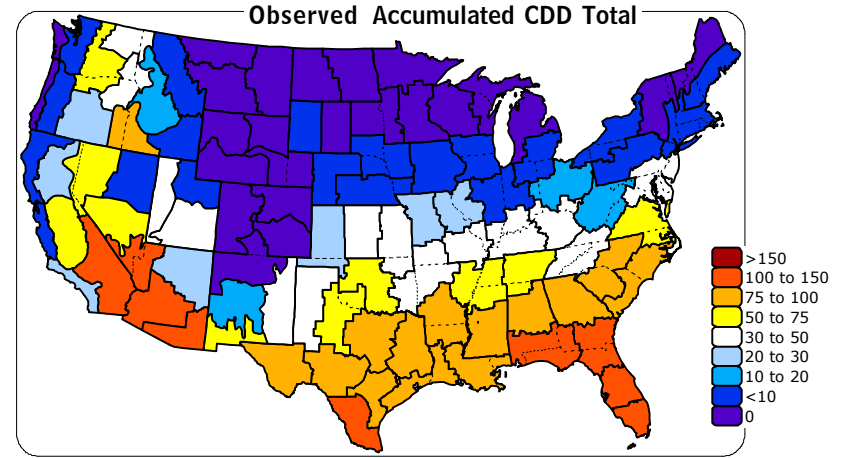 Observed Accumulated CDD Total
>150
100 to 150
75 to 100
50 to 75
30 to 50
20 to 30
10 to 20
<10
0